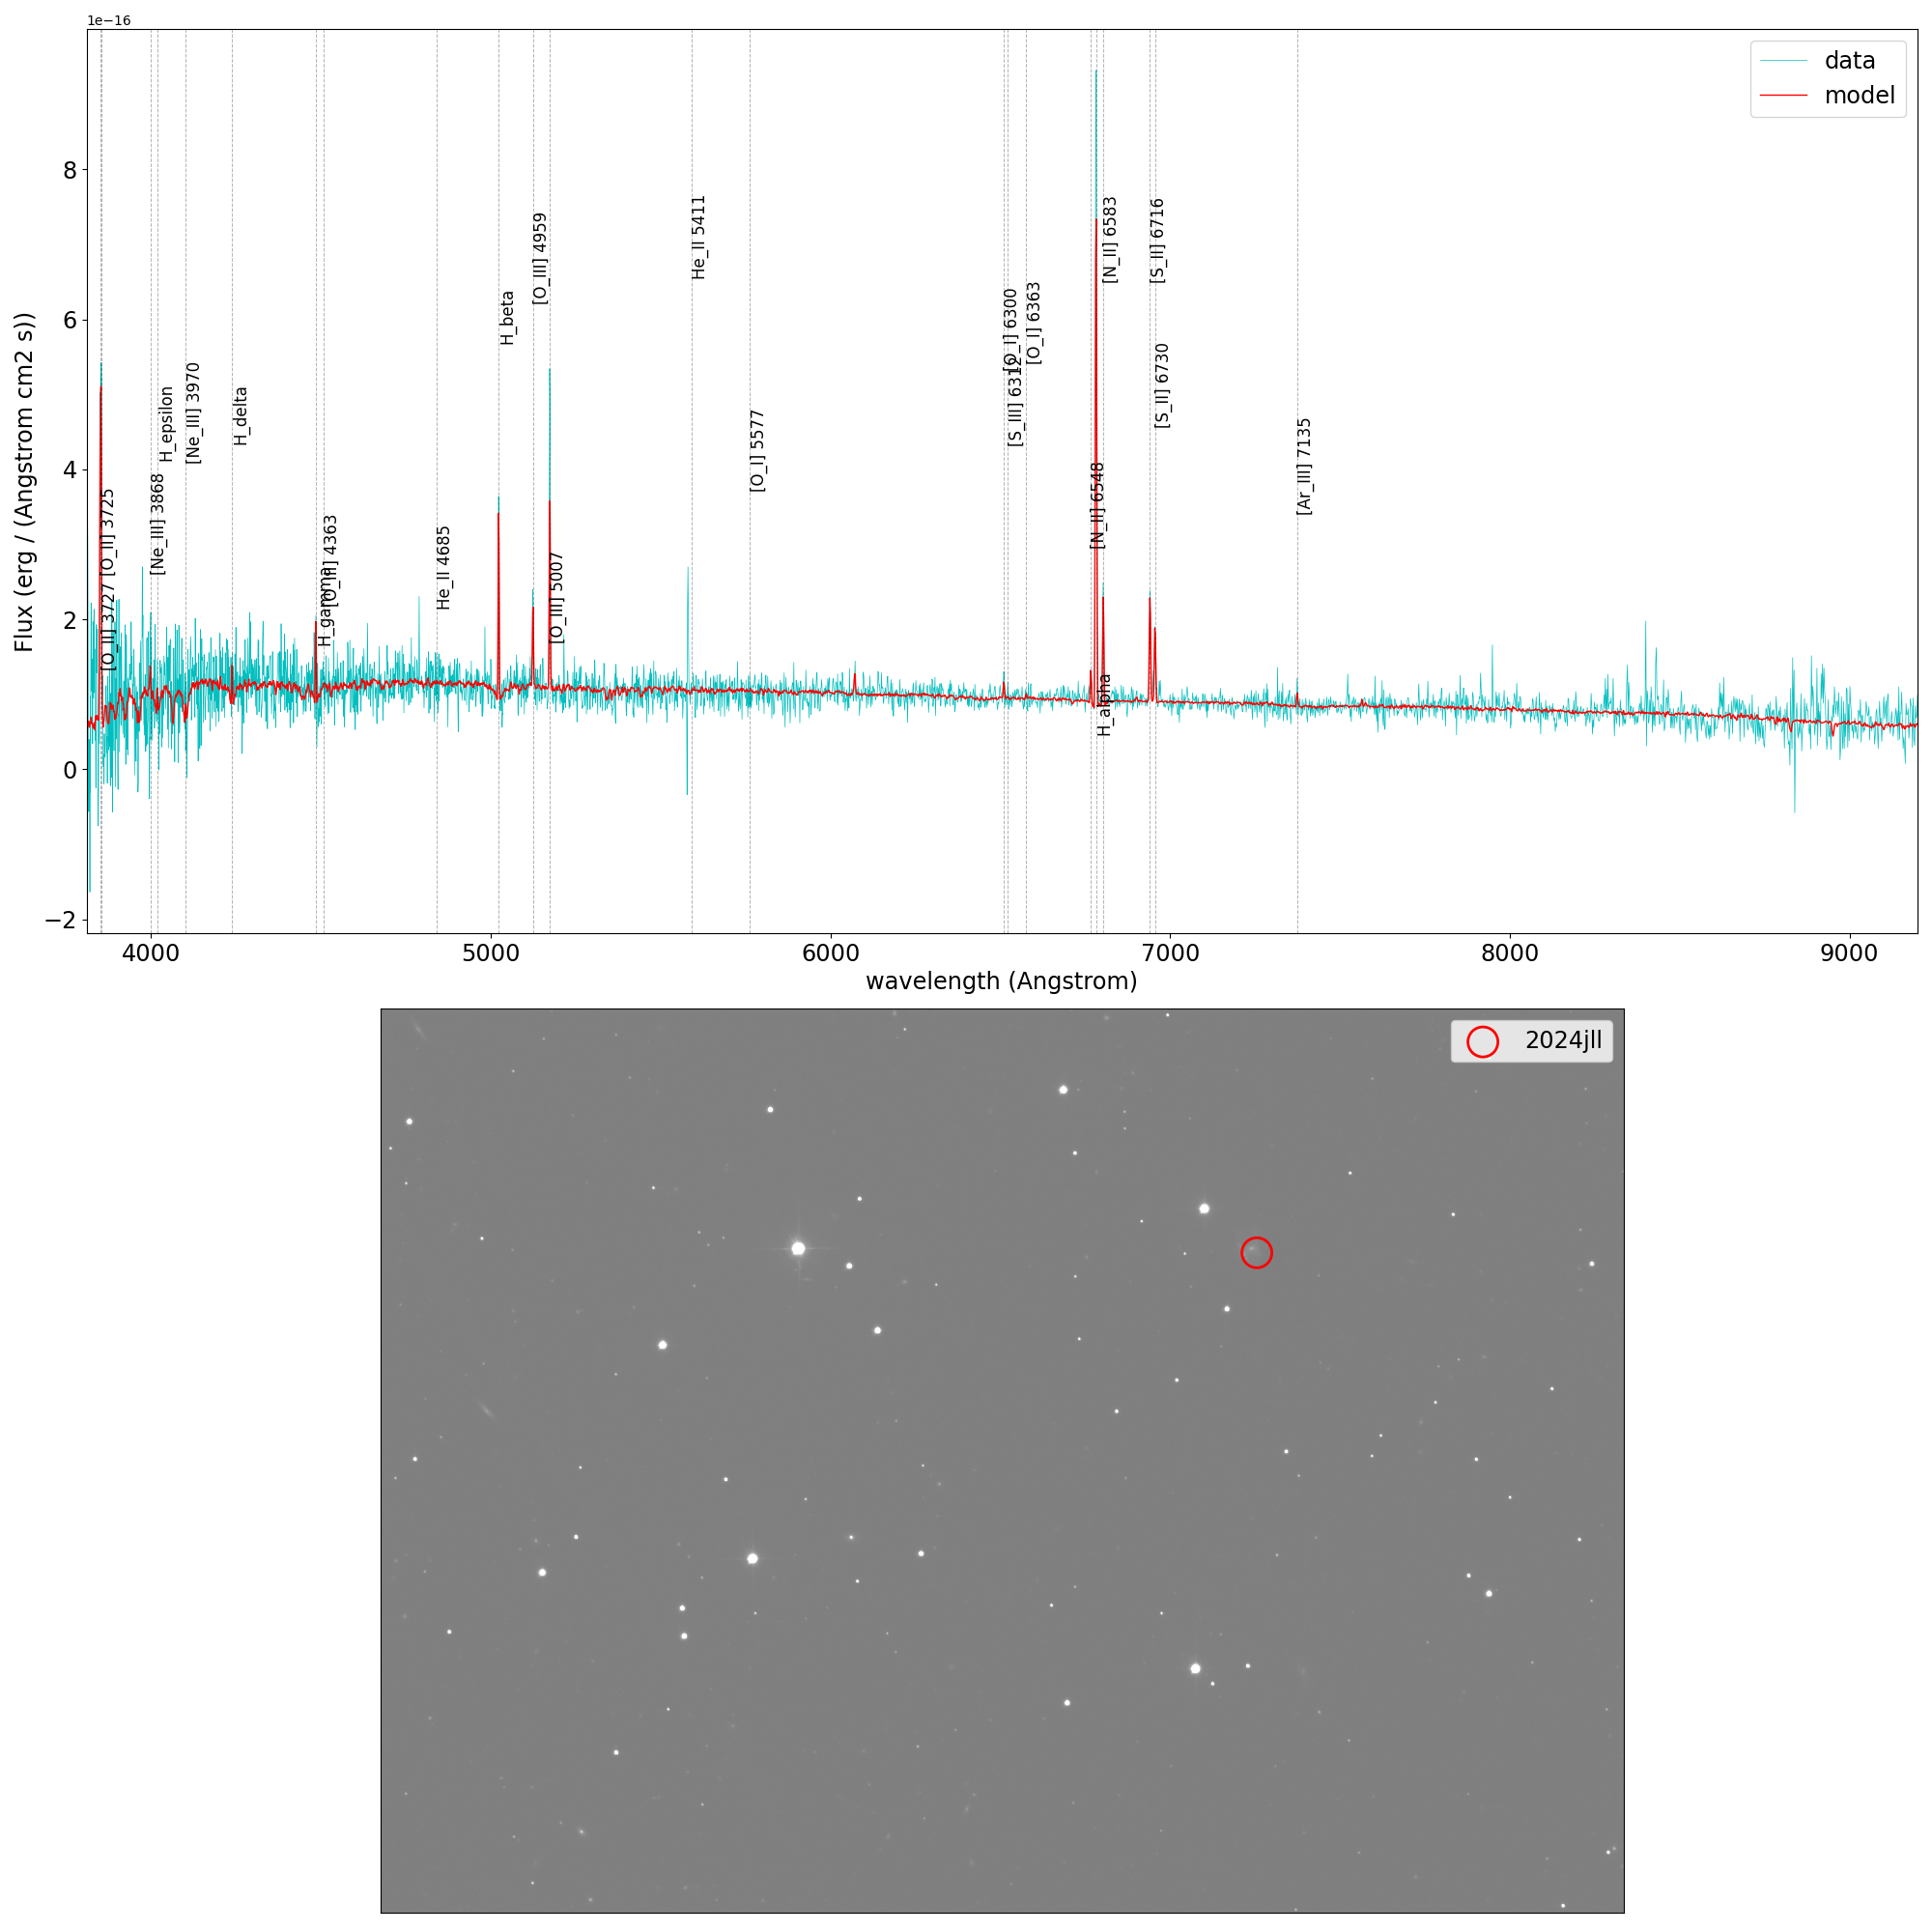 1e−16
data
model
Flux (erg / (Angstrom cm2 s))
8
6
4
2
0
−2
[O_II] 3727
[O_II] 3725
[Ne_III] 3868
H_epsilon
[Ne_III] 3970
H_delta
H_gamma
[O_III] 4363
He_II 4685
H_beta
[O_III] 4959
[O_III] 5007
He_II 5411
[O_I] 5577
[O_I] 6300
[S_III] 6312
[O_I] 6363
[N_II] 6548
H_alpha
[N_II] 6583
[S_II] 6716
[S_II] 6730
[Ar_III] 7135
4000 5000 6000 7000 8000 9000
wavelength (Angstrom)
2024jll